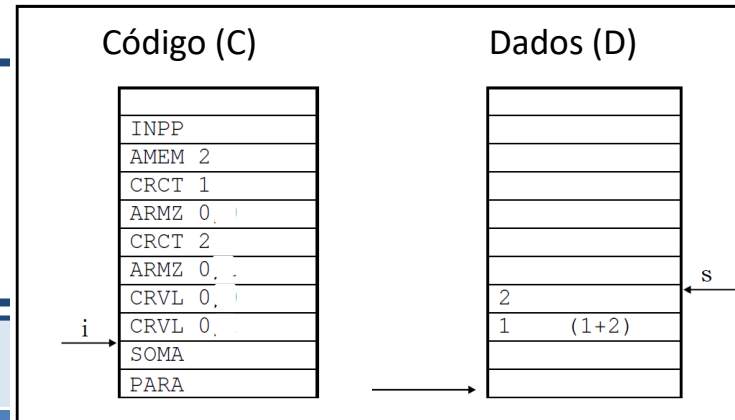 Código (C)
Dados (D)
INPP
AMEM 2
CRCT 1
ARMZ 0,
CRCT 2
ARMZ 0,
CRVL 0,
CRVL 0,
SOMA
PARA
i
2
1 (1+2)
s